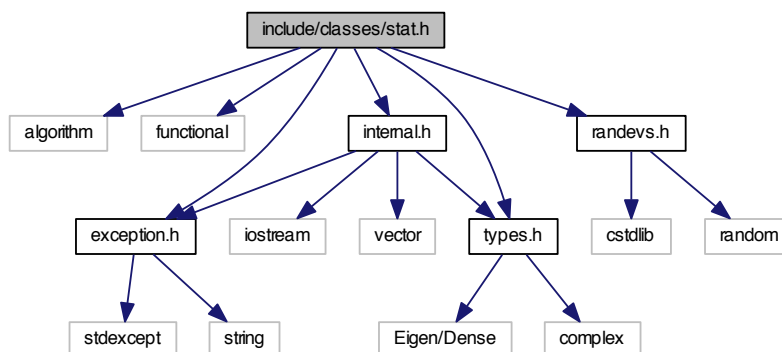 include/classes/stat.h
algorithm
functional
internal.h
randevs.h
exception.h
iostream
vector
types.h
cstdlib
random
stdexcept
string
Eigen/Dense
complex